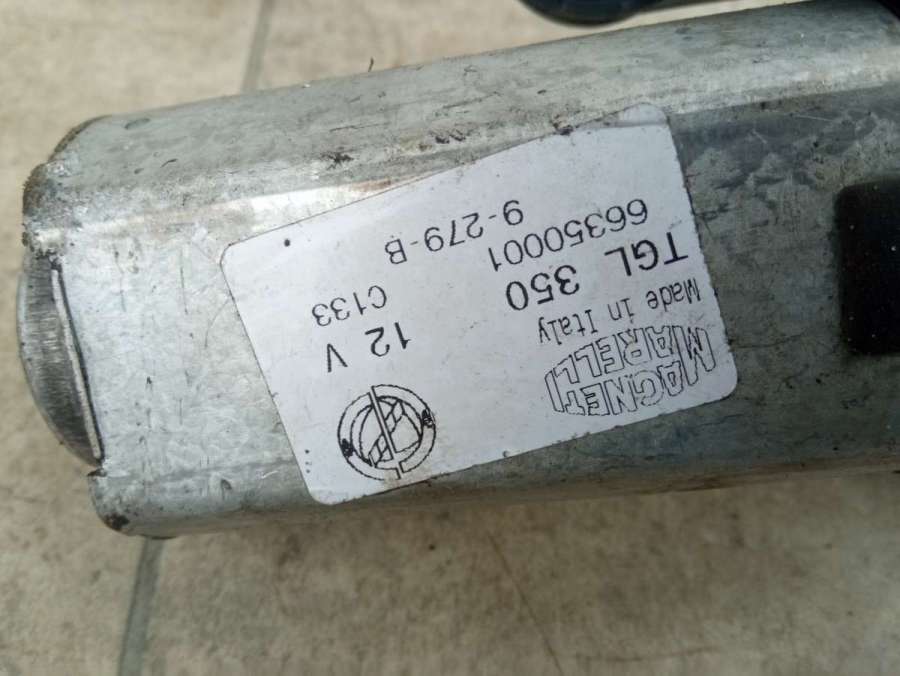 MAGNETI
MARELLI
Made in Italy
TGL 350 12 V
66350001 C133
9-279-B